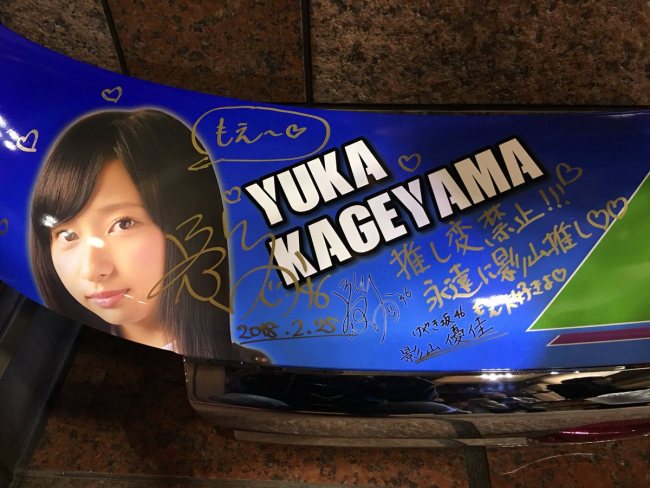 もえ〜♡
YUKA
KAGEYAMA
推し変禁止!!!
永遠に影山推し♡♡
2018.2.25
46
けやき坂46
影山優佳